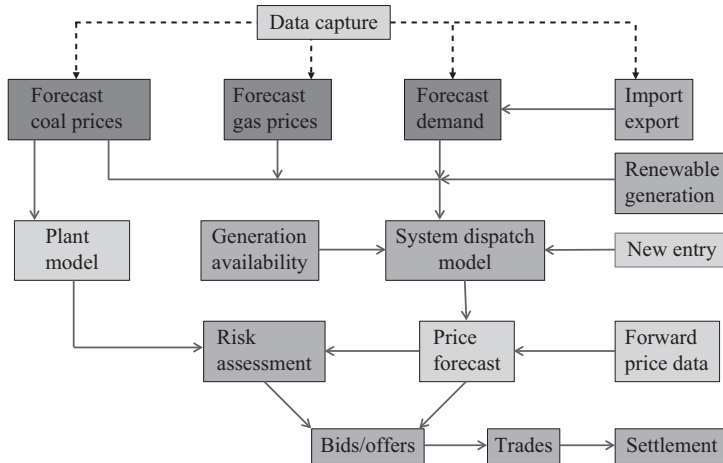 Data capture
Forecast
coal prices
Forecast
gas prices
Forecast
demand
Import
export
Renewable
generation
Plant
model
Generation
availability
System dispatch
model
New entry
Risk
assessment
Price
forecast
Forward
price data
Bids/offers
Trades
Settlement